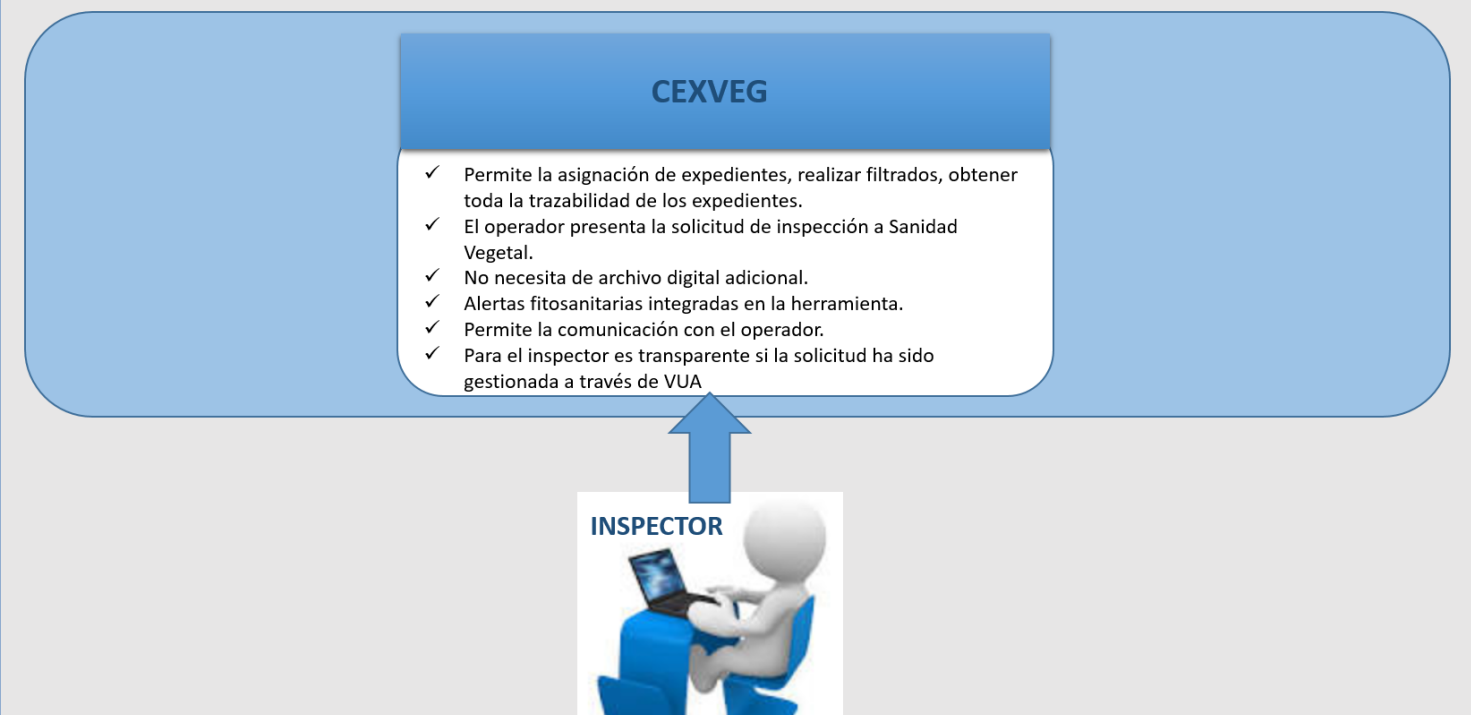 CEXVEG
✓ Permite la asignación de expedientes, realizar filtrados, obtener
toda la trazabilidad de los expedientes.
✓ El operador presenta la solicitud de inspección a Sanidad
Vegetal.
✓ No necesita de archivo digital adicional.
✓ Alertas fitosanitarias integradas en la herramienta.
✓ Permite la comunicación con el operador.
✓ Para el inspector es transparente si la solicitud ha sido
gestionada a través de VUA
INSPECTOR